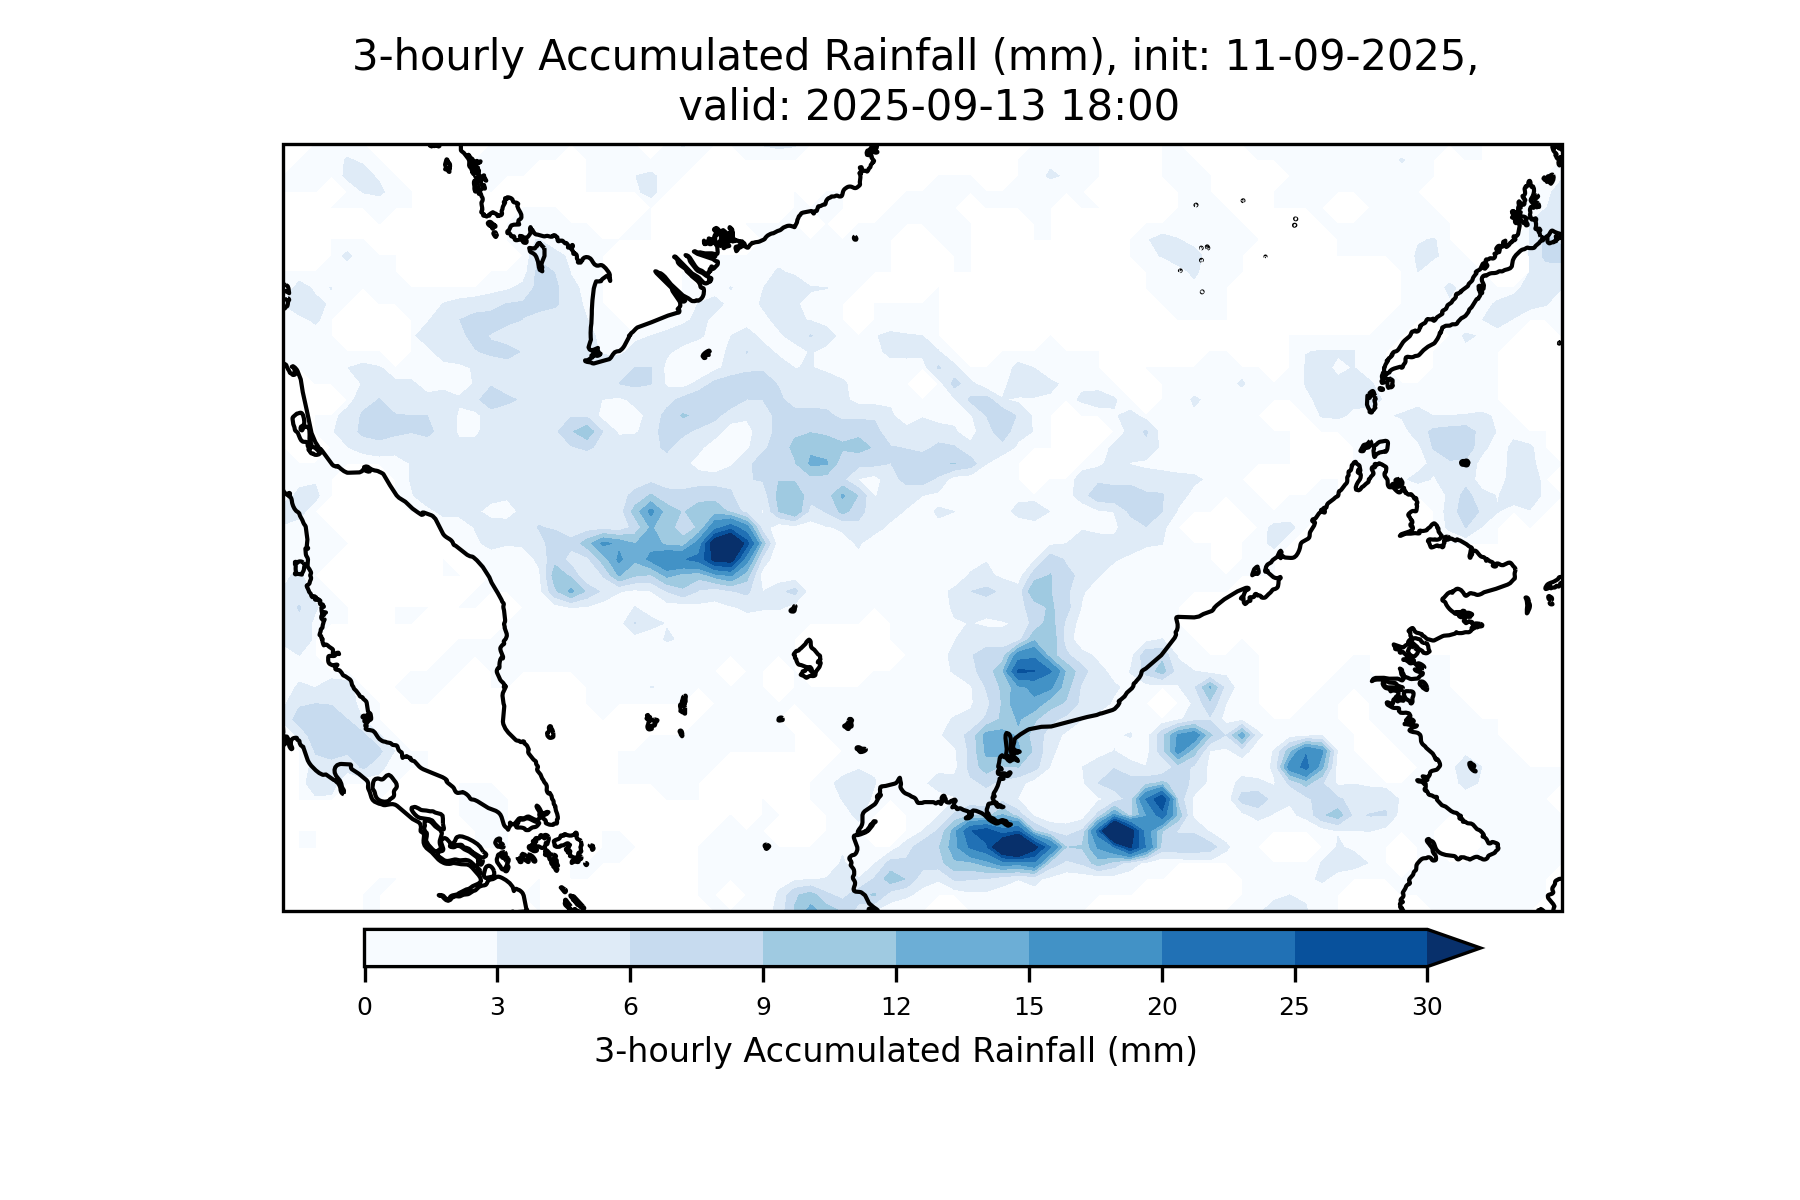 3-hourly Accumulated Rainfall (mm), init: 11-09-2025,
valid: 2025-09-13 18:00
0 3 6 9 12 15 20 25 30
3-hourly Accumulated Rainfall (mm)